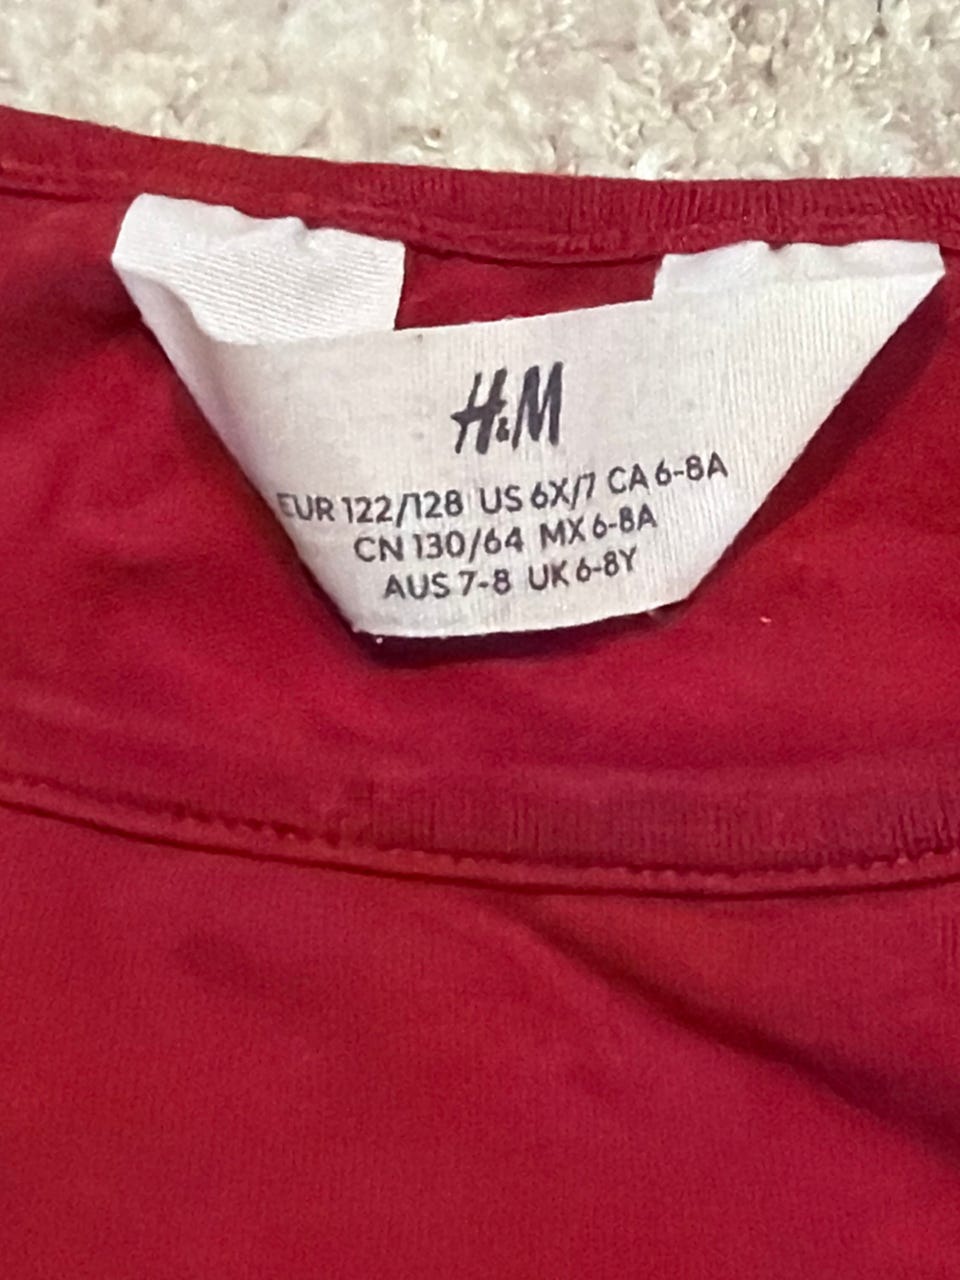 H&M
EUR 122/128 US 6X/7 CA 6-8A
CN 130/64 MX 6-8A
AUS 7-8 UK 6-8Y